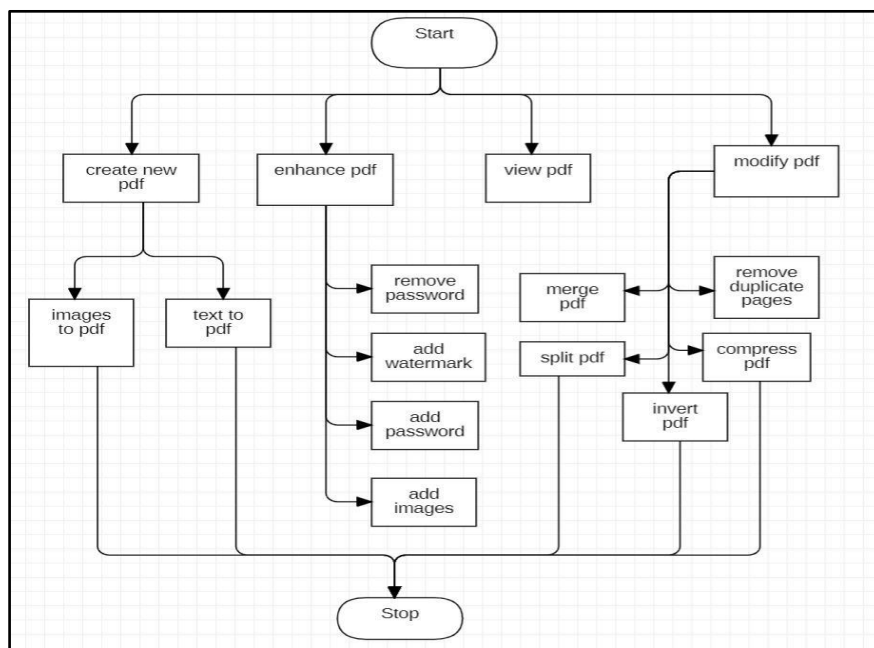 Start
create new
pdf
enhance pdf
view pdf
modify pdf
images
to pdf
text to
pdf
remove
password
add
watermark
add
password
add
images
merge
pdf
remove
duplicate
pages
split pdf
compress
pdf
invert
pdf
Stop